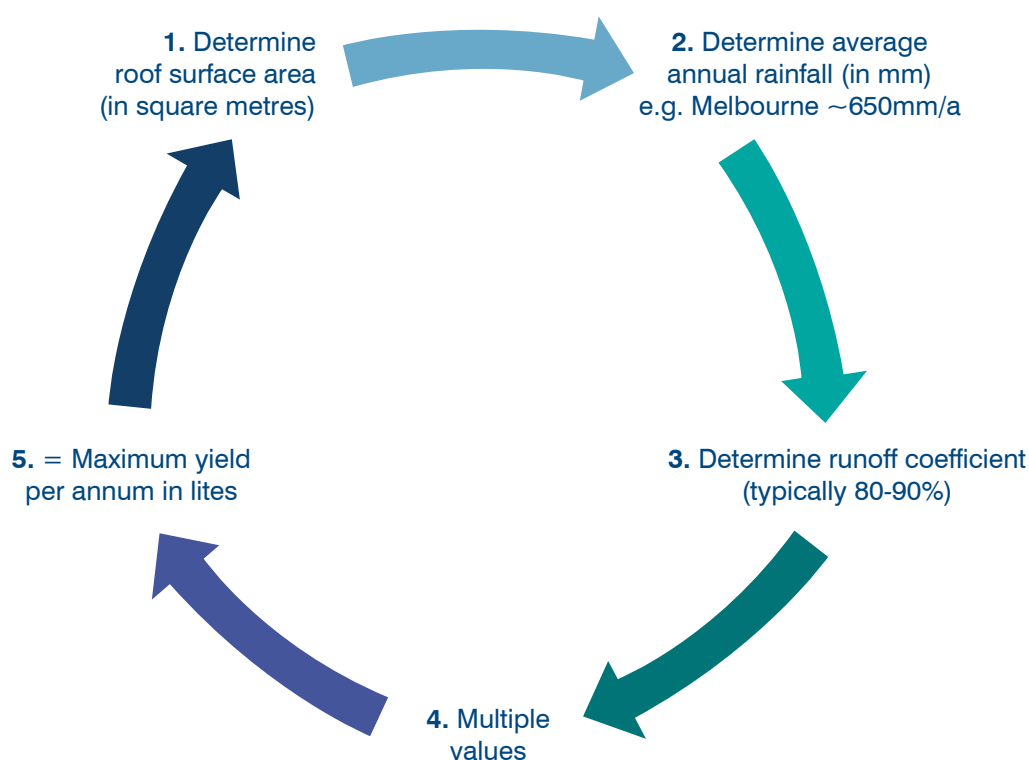 1. Determine
roof surface area
(in square metres)
2. Determine average
annual rainfall (in mm)
e.g. Melbourne ~650mm/a
3. Determine runoff coefficient
(typically 80-90%)
4. Multiple
values
5. = Maximum yield
per annum in lites